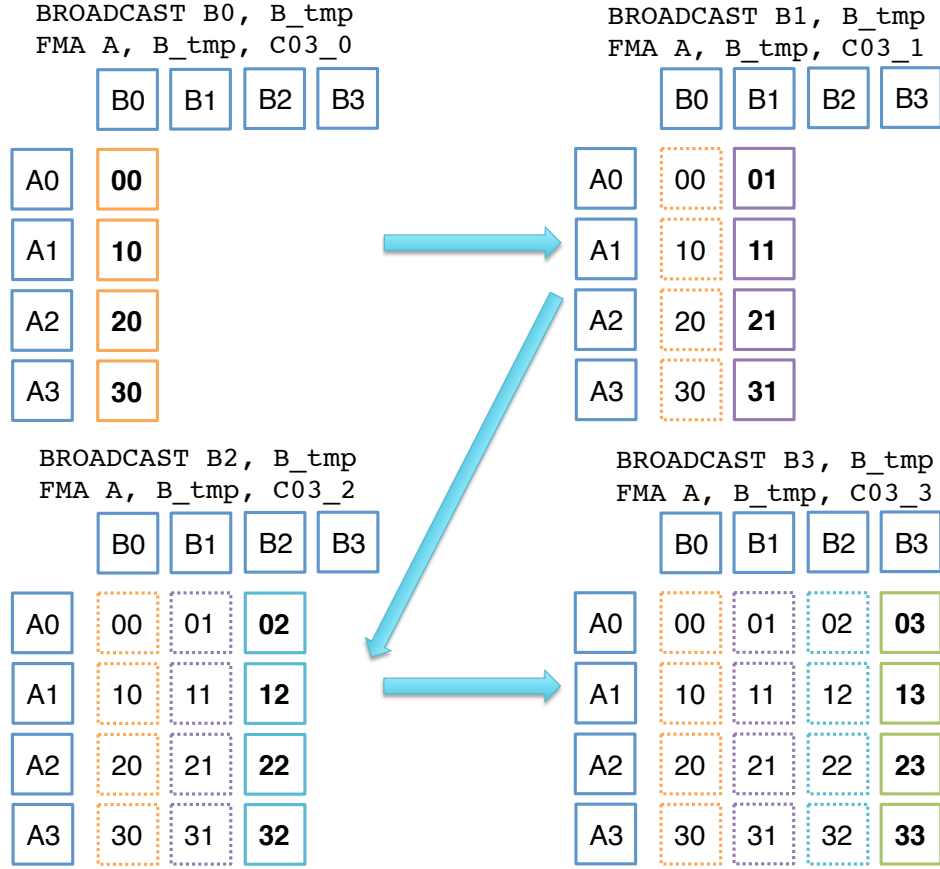 BROADCAST B0, B_tmp
FMA A, B_tmp, C03_0
B0 B1 B2 B3
A0 00
A1 10
A2 20
A3 30
BROADCAST B1, B_tmp
FMA A, B_tmp, C03_1
B0 B1 B2 B3
A0 00 01
A1 10 11
A2 20 21
A3 30 31
BROADCAST B2, B_tmp
FMA A, B_tmp, C03_2
B0 B1 B2 B3
A0 00 01 02
A1 10 11 12
A2 20 21 22
A3 30 31 32
BROADCAST B3, B_tmp
FMA A, B_tmp, C03_3
B0 B1 B2 B3
A0 00 01 02 03
A1 10 11 12 13
A2 20 21 22 23
A3 30 31 32 33